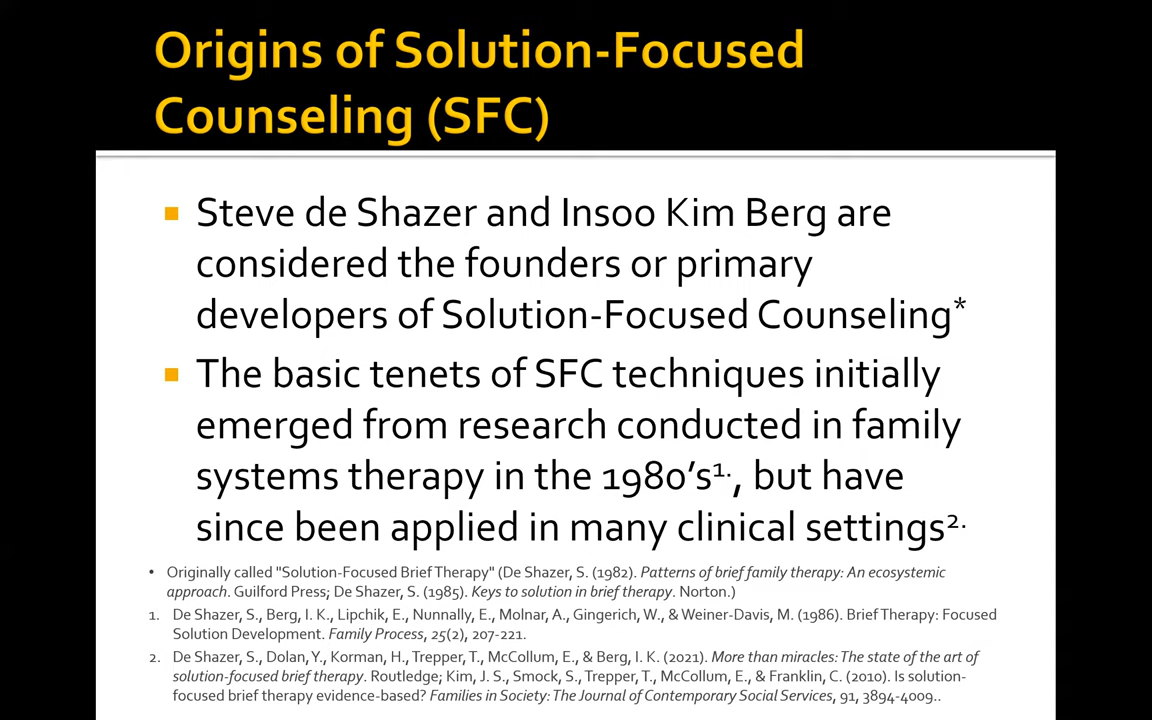 Origins of Solution-Focused
Counseling (SFC)
▪ Steve de Shazer and Insoo Kim Berg are
considered the founders or primary
developers of Solution-Focused Counseling*
▪ The basic tenets of SFC techniques initially
emerged from research conducted in family
systems therapy in the 1980’s1., but have
since been applied in many clinical settings2.
• Originally called "Solution-Focused Brief Therapy" (De Shazer, S. (1982). Patterns of brief family therapy: An ecosystemic
approach. Guilford Press; De Shazer, S. (1985). Keys to solution in brief therapy. Norton.)
1. De Shazer, S., Berg, I. K., Lipchik, E., Nunnally, E., Molnar, A., Gingerich, W., & Weiner-Davis, M. (1986). Brief Therapy: Focused
Solution Development. Family Process, 25(2), 207-221.
2. De Shazer, S., Dolan, Y., Korman, H., Trepper, T., McCollum, E., & Berg, I. K. (2021). More than miracles: The state of the art of
solution-focused brief therapy. Routledge; Kim, J. S., Smock, S., Trepper, T., McCollum, E., & Franklin, C. (2010). Is solution-
focused brief therapy evidence-based? Families in Society: The Journal of Contemporary Social Services, 91, 3894-4009..